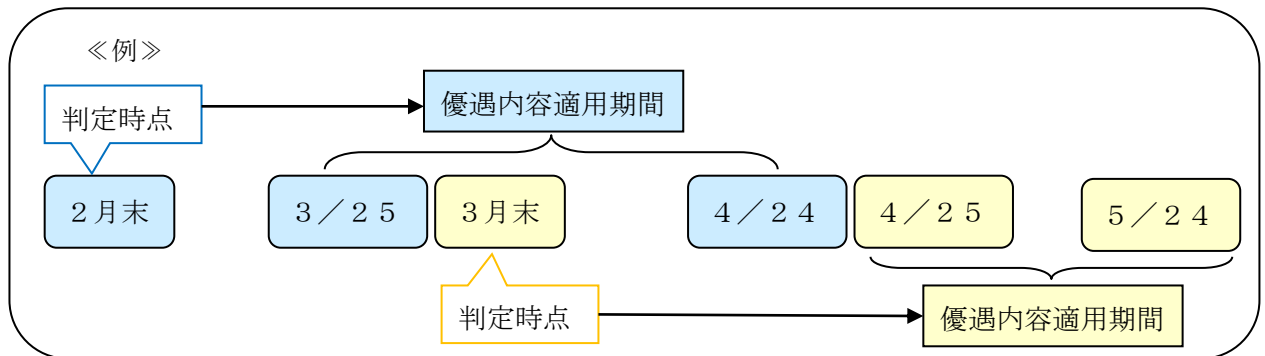 ≪例≫
判定時点
優遇内容適用期間
２月末
３／２５
３月末
４／２４
４／２５
５／２４
判定時点
優遇内容適用期間